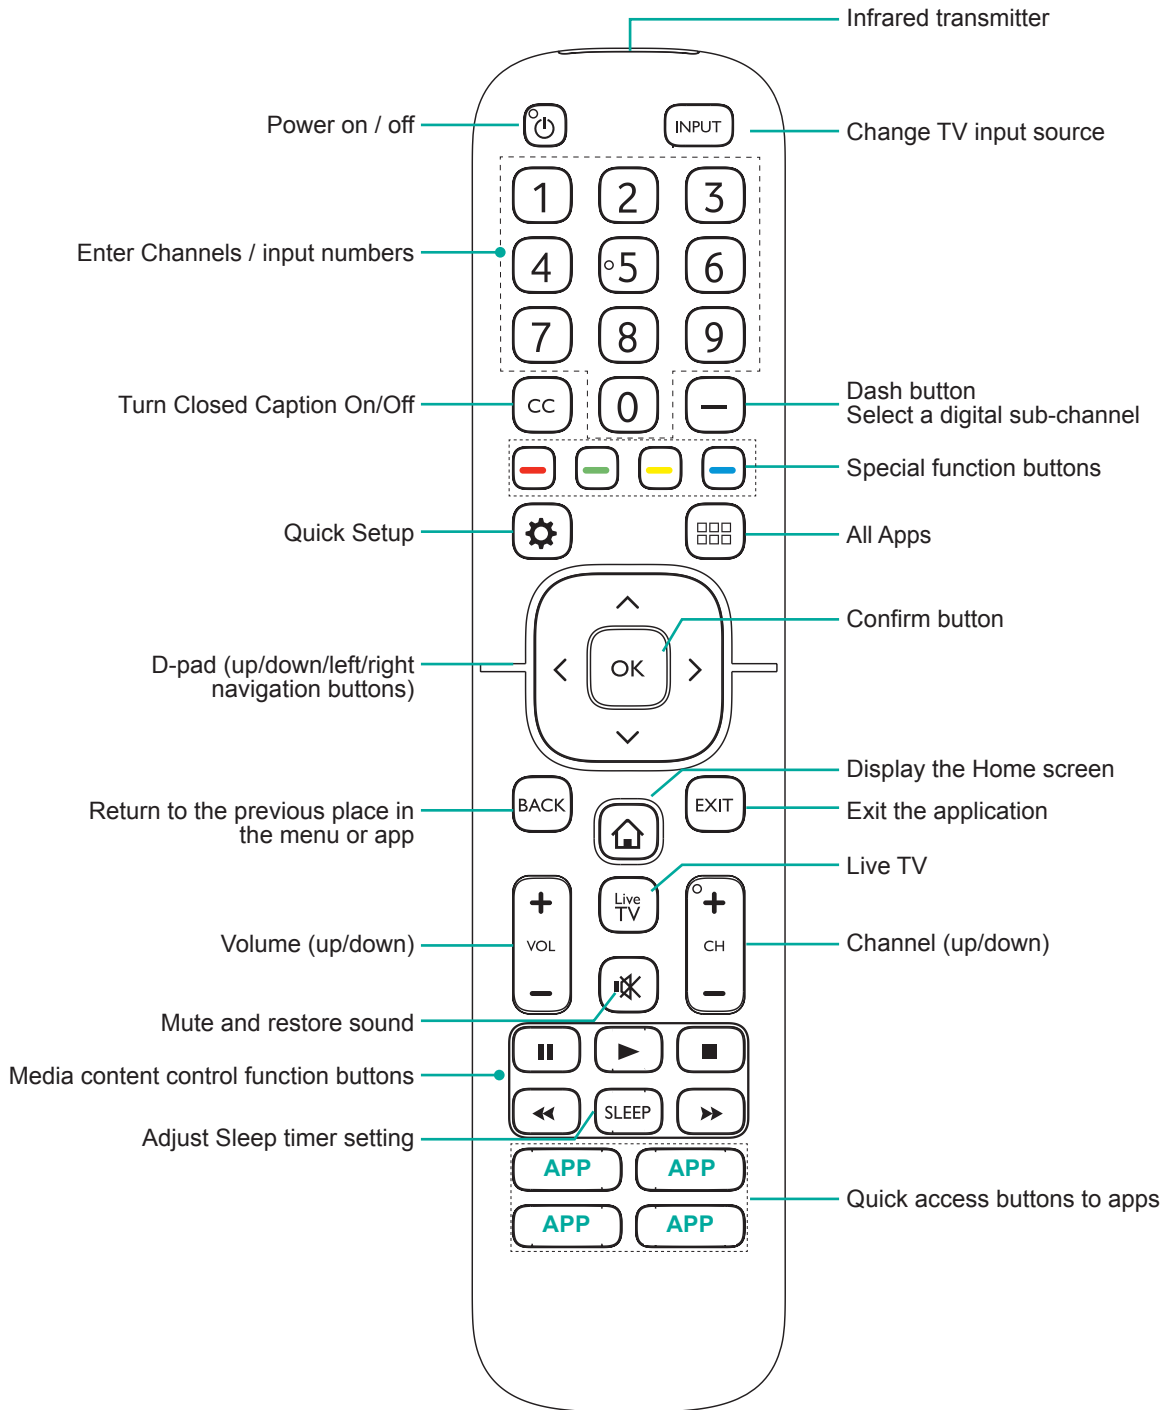 Infrared transmitter
Power on / off
INPUT
Change TV input source
1 2 3
Enter Channels / input numbers
4 5 6
7 8 9
Turn Closed Caption On/Off
CC
0
Dash button
Select a digital sub-channel
Special function buttons
Quick Setup
All Apps
Confirm button
D-pad (up/down/left/right
navigation buttons)
OK
Display the Home screen
Return to the previous place in
the menu or app
BACK
EXIT
Exit the application
Live TV
Live
TV
Volume (up/down)
+
VOL
−
+
CH
−
Channel (up/down)
Mute and restore sound
Media content control function buttons
SLEEP
Adjust Sleep timer setting
APP APP
APP APP
Quick access buttons to apps